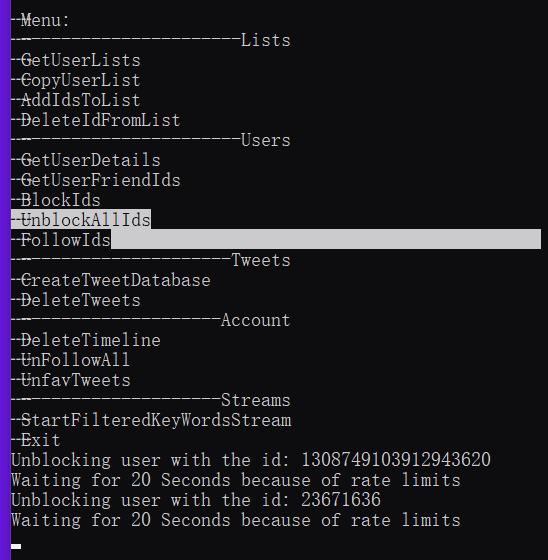 --Menu:
-----------------------Lists
--GetUserLists
--CopyUserList
--AddIdsToList
--DeleteIdFromList
-----------------------Users
--GetUserDetails
--GetUserFriendIds
--BlockIds
--UnblockAllIds
--FollowIds
----------------------Tweets
--CreateTweetDatabase
--DeleteTweets
---------------------Account
--DeleteTimeline
--UnFollowAll
--UnfavTweets
---------------------Streams
--StartFilteredKeyWordsStream
--Exit
Unblocking user with the id: 1308749103912943620
Waiting for 20 Seconds because of rate limits
Unblocking user with the id: 23671636
Waiting for 20 Seconds because of rate limits